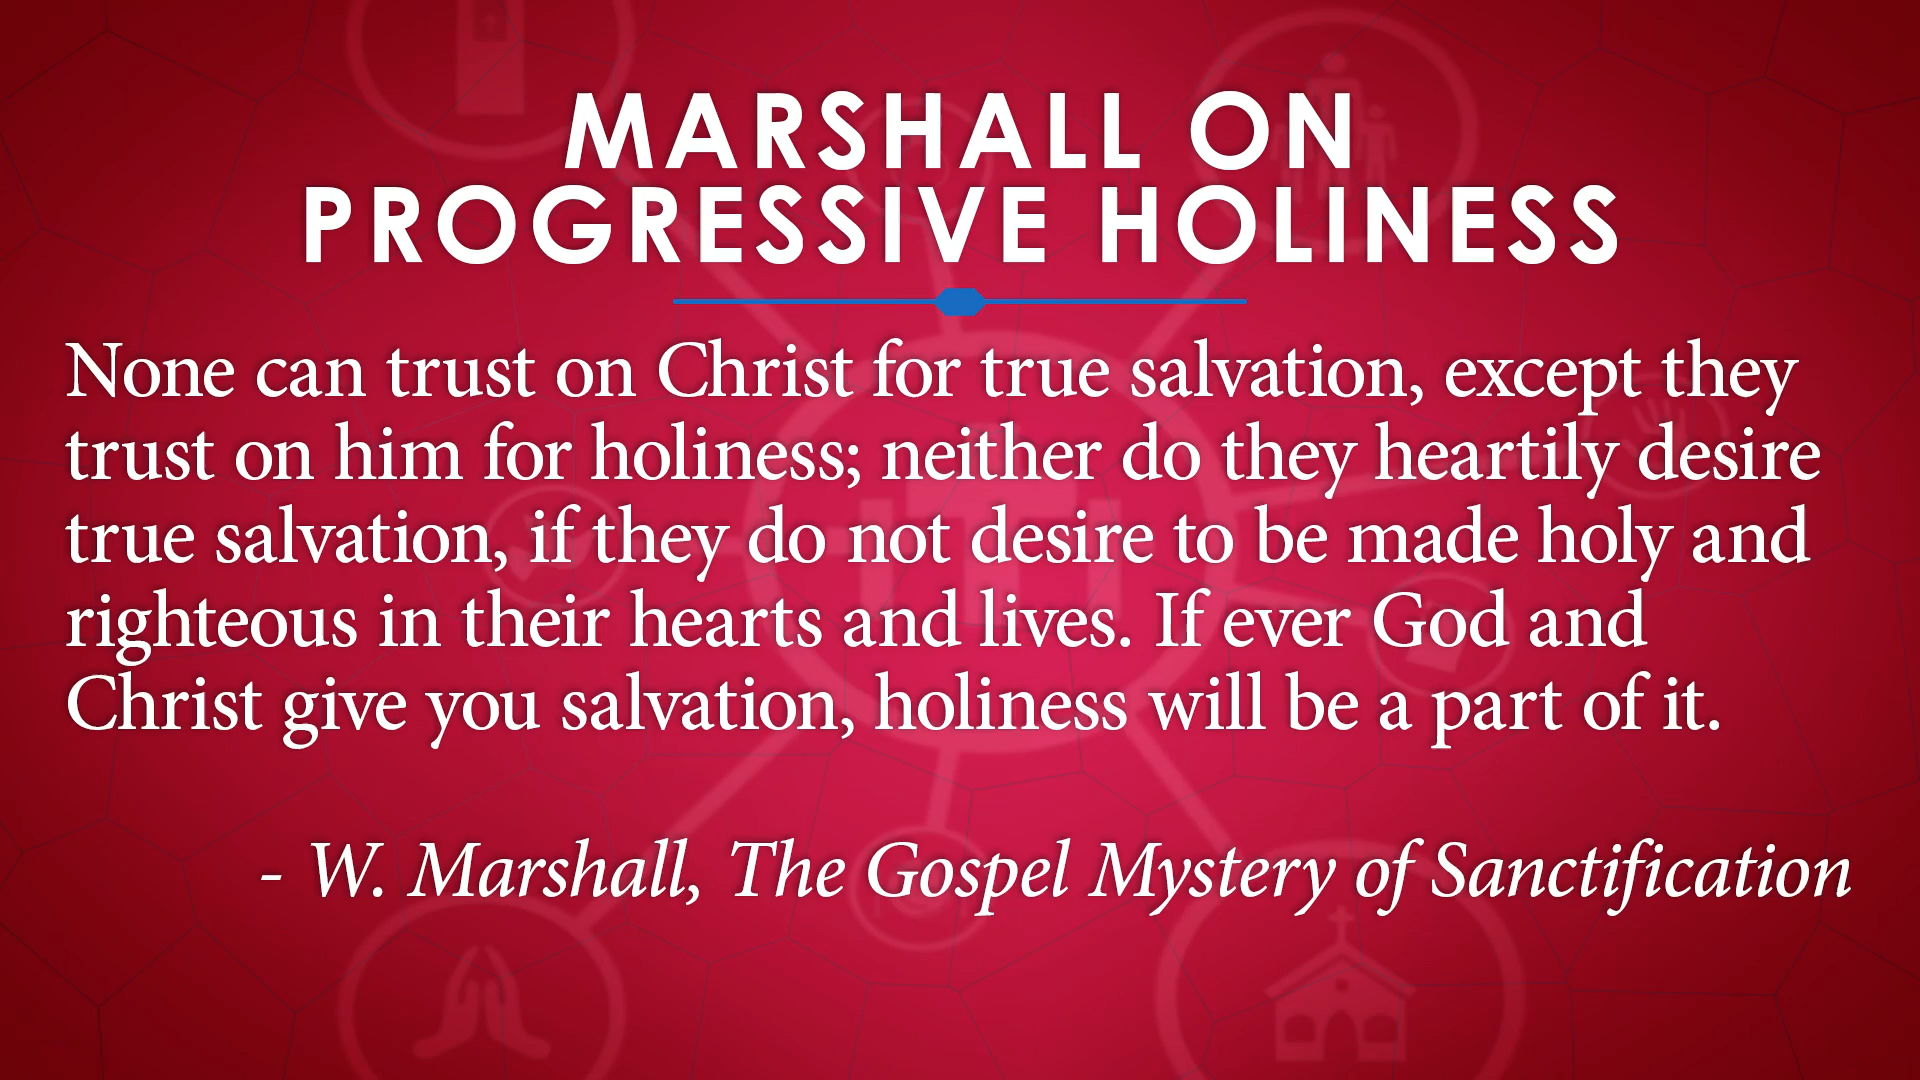 MARSHALL ON
PROGRESSIVE HOLINESS
None can trust on Christ for true salvation, except they
trust on him for holiness; neither do they heartily desire
true salvation, if they do not desire to be made holy and
righteous in their hearts and lives. If ever God and
Christ give you salvation, holiness will be a part of it.
- W. Marshall, The Gospel Mystery of Sanctification